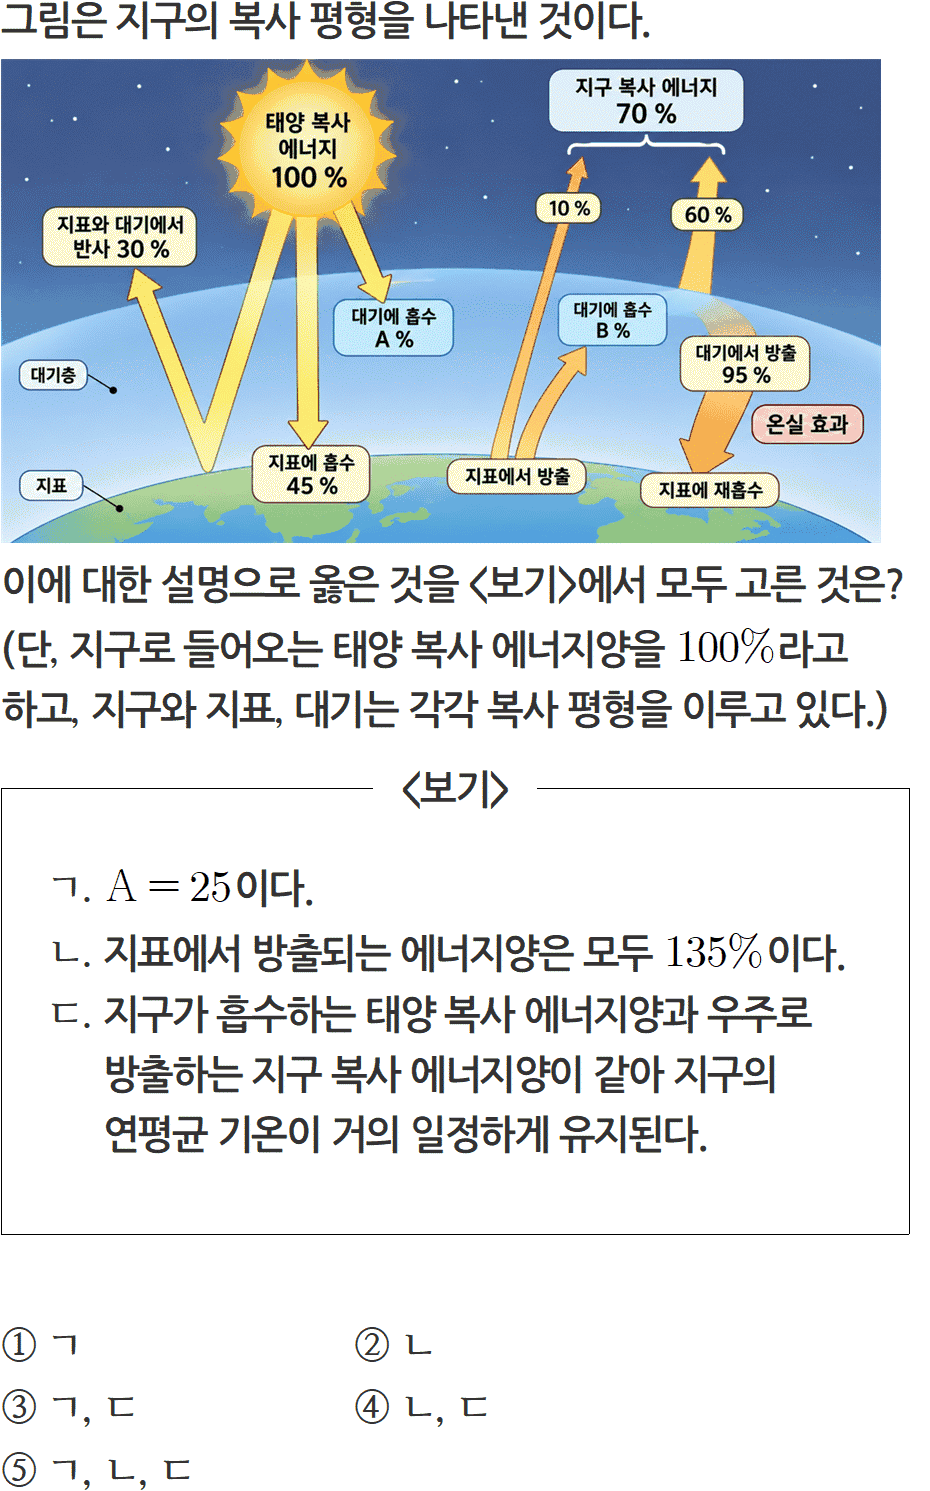 그림은 지구의 복사 평형을 나타낸 것이다.
태양 복사
에너지
100 %
지구 복사 에너지
70 %
지표와 대기에서
반사 30 %
10 %
60 %
대기에 흡수
A %
대기에 흡수
B %
대기에서 방출
95 %
대기층
온실 효과
지표
지표에 흡수
45 %
지표에서 방출
지표에 재흡수
이에 대한 설명으로 옳은 것을 <보기>에서 모두 고른 것은?
(단, 지구로 들어오는 태양 복사 에너지양을 100%라고
하고, 지구와 지표, 대기는 각각 복사 평형을 이루고 있다.)
<보기>
ㄱ. A = 25이다.
ㄴ. 지표에서 방출되는 에너지양은 모두 135%이다.
ㄷ. 지구가 흡수하는 태양 복사 에너지양과 우주로
방출하는 지구 복사 에너지양이 같아 지구의
연평균 기온이 거의 일정하게 유지된다.
① ㄱ ② ㄴ
③ ㄱ, ㄷ ④ ㄴ, ㄷ
⑤ ㄱ, ㄴ, ㄷ